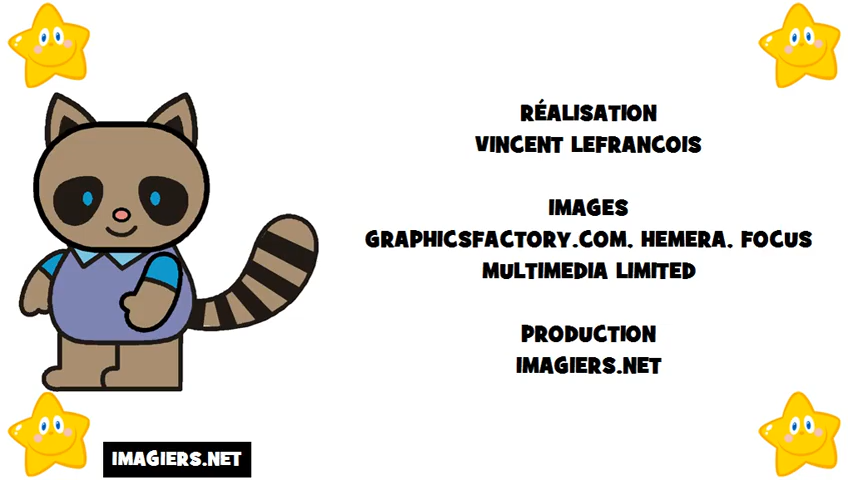 RÉALISATION
VINCENT LEFRANCOIS
IMAGES
GRAPHICSFACTORY.COM, HEMERA, FOCUS
MULTIMEDIA LIMITED
PRODUCTION
IMAGIERS.NET
IMAGIERS.NET